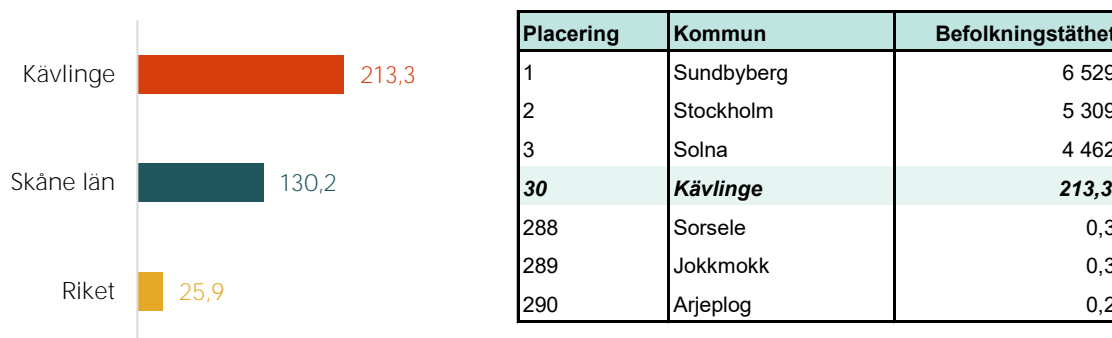 Kävlinge 213,3
Skåne län 130,2
Riket 25,9
Placering Kommun Befolkningstäthet
1 Sundbyberg 6 529
2 Stockholm 5 309
3 Solna 4 462
30 Kävlinge 213,3
288 Sorsele 0,3
289 Jokkmokk 0,3
290 Arjeplog 0,2